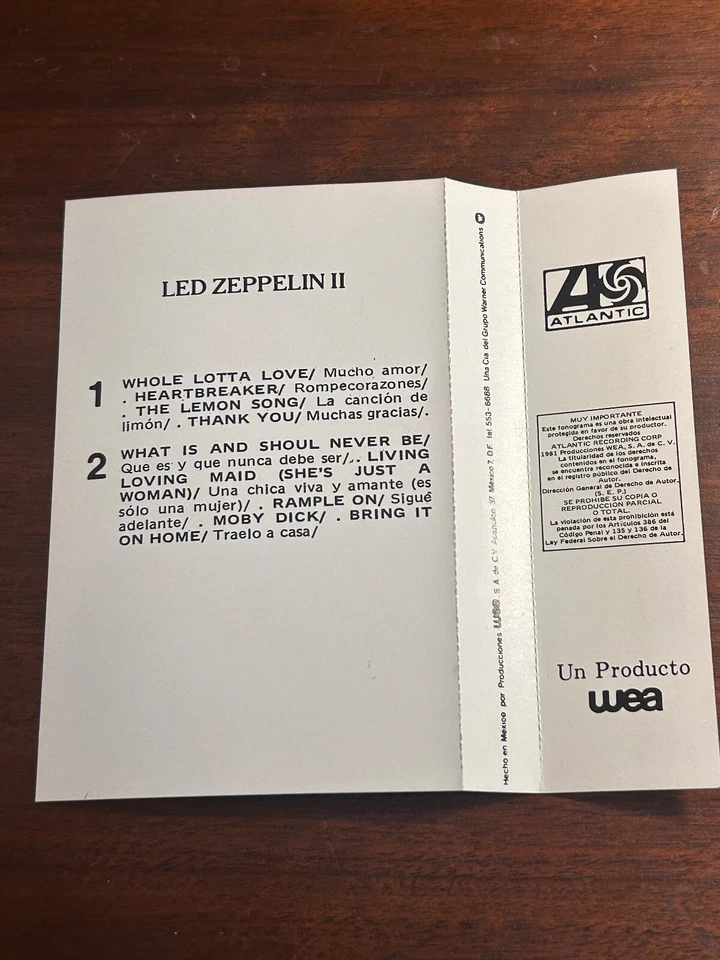 LED ZEPPELIN II
1
WHOLE LOTTA LOVE/ Mucho amor/
. HEARTBREAKER/ Rompecorazones/
. THE LEMON SONG/ La canción de
limón/ . THANK YOU/ Muchas gracias/.
2
WHAT IS AND SHOUL NEVER BE/
Que es y que nunca debe ser/.. LIVING
LOVING MAID (SHE'S JUST A
WOMAN)/ Una chica viva y amante (es
sólo una mujer)/ . RAMPLE ON/ Sigue
adelante/ . MOBY DICK/ . BRING IT
ON HOME/ Traelo a casa/
Hecho en México por Producciones wea S. A. de C.V. Acapulco 37, México 7, D.F. tel. 553-6688 Una Cia del Grupo Warner Communications
ATLANTIC
MUY IMPORTANTE
Este fonograma es una obra intelectual
protegida en favor de su productor.
Derechos reservados
ATLANTIC RECORDING CORP
1981 Producciones WEA, S. A. de C. V.
La titularidad de los derechos
contenidos en el fonograma,
se encuentra reconocida e inscrita
en el registro público del Derecho de
Autor.
Dirección General de Derecho de Autor.
(S. E. P.)
SE PROHIBE SU COPIA O
REPRODUCCION PARCIAL
O TOTAL.
La violación de esta prohibición está
penada por los Artículos 386 del
Código Penal y 135 y 136 de la
Ley Federal Sobre el Derecho de Autor.
Un Producto
wea